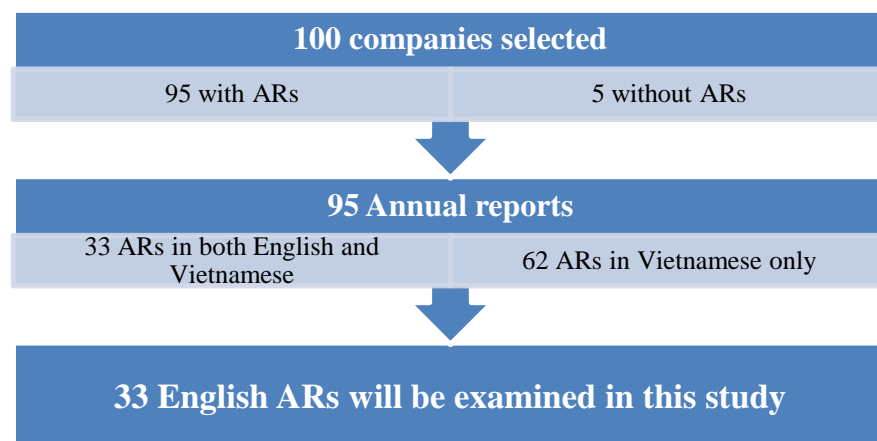 100 companies selected
95 with ARs
5 without ARs
95 Annual reports
33 ARs in both English and
Vietnamese
62 ARs in Vietnamese only
33 English ARs will be examined in this study